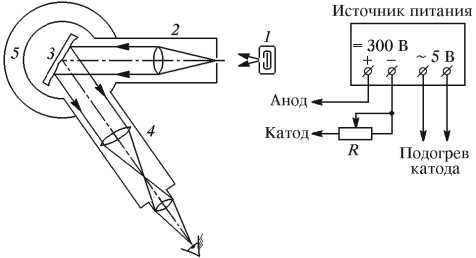 5
3
2
1
4
Источник питания
= 300 В
~ 5 В
+
−
Анод
Катод
R
Подогрев
катода